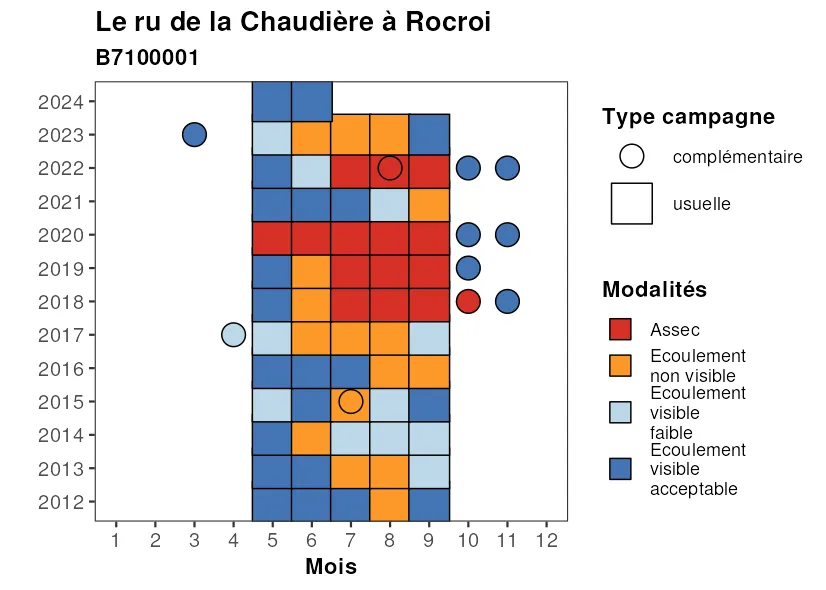 Le ru de la Chaudière à Rocroi
B7100001
2024
2023
2022
2021
2020
2019
2018
2017
2016
2015
2014
2013
2012
1 2 3 4 5 6 7 8 9 10 11 12
Mois
Type campagne
complémentaire
usuelle
Modalités
Assec
Ecoulement
non visible
Ecoulement
visible
faible
Ecoulement
visible
acceptable